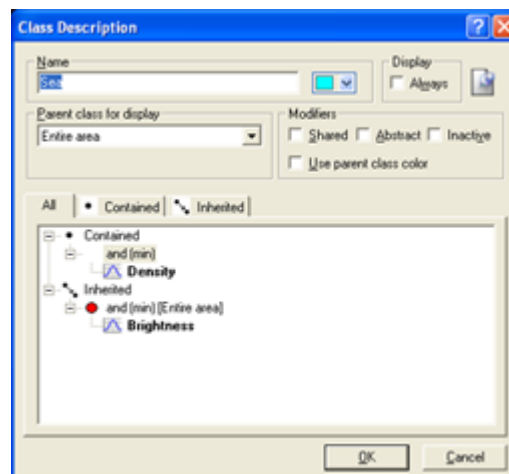 Class Description
Name
Display
Sea
Always
Parent class for display
Modifiers
Entire area
Shared Abstract Inactive
Use parent class color
All Contained Inherited
Contained
and (min)
Density
Inherited
and (min) [Entire area]
Brightness
OK Cancel